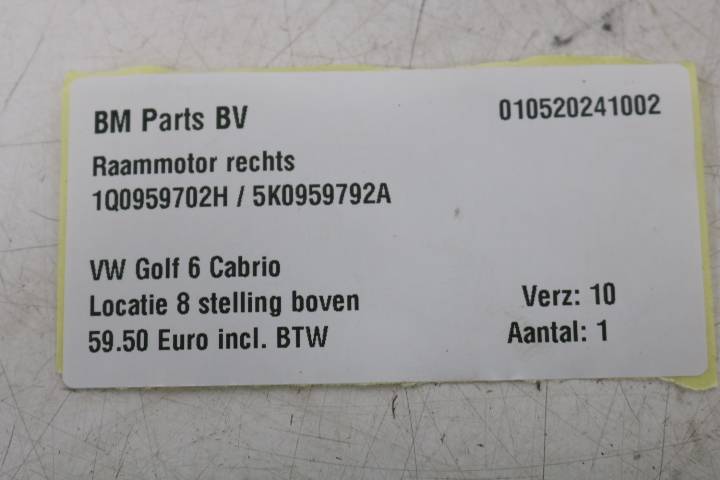 BM Parts BV
010520241002
Raammotor rechts
1Q0959702H / 5K0959792A
VW Golf 6 Cabrio
Locatie 8 stelling boven
Verz: 10
59.50 Euro incl. BTW
Aantal: 1